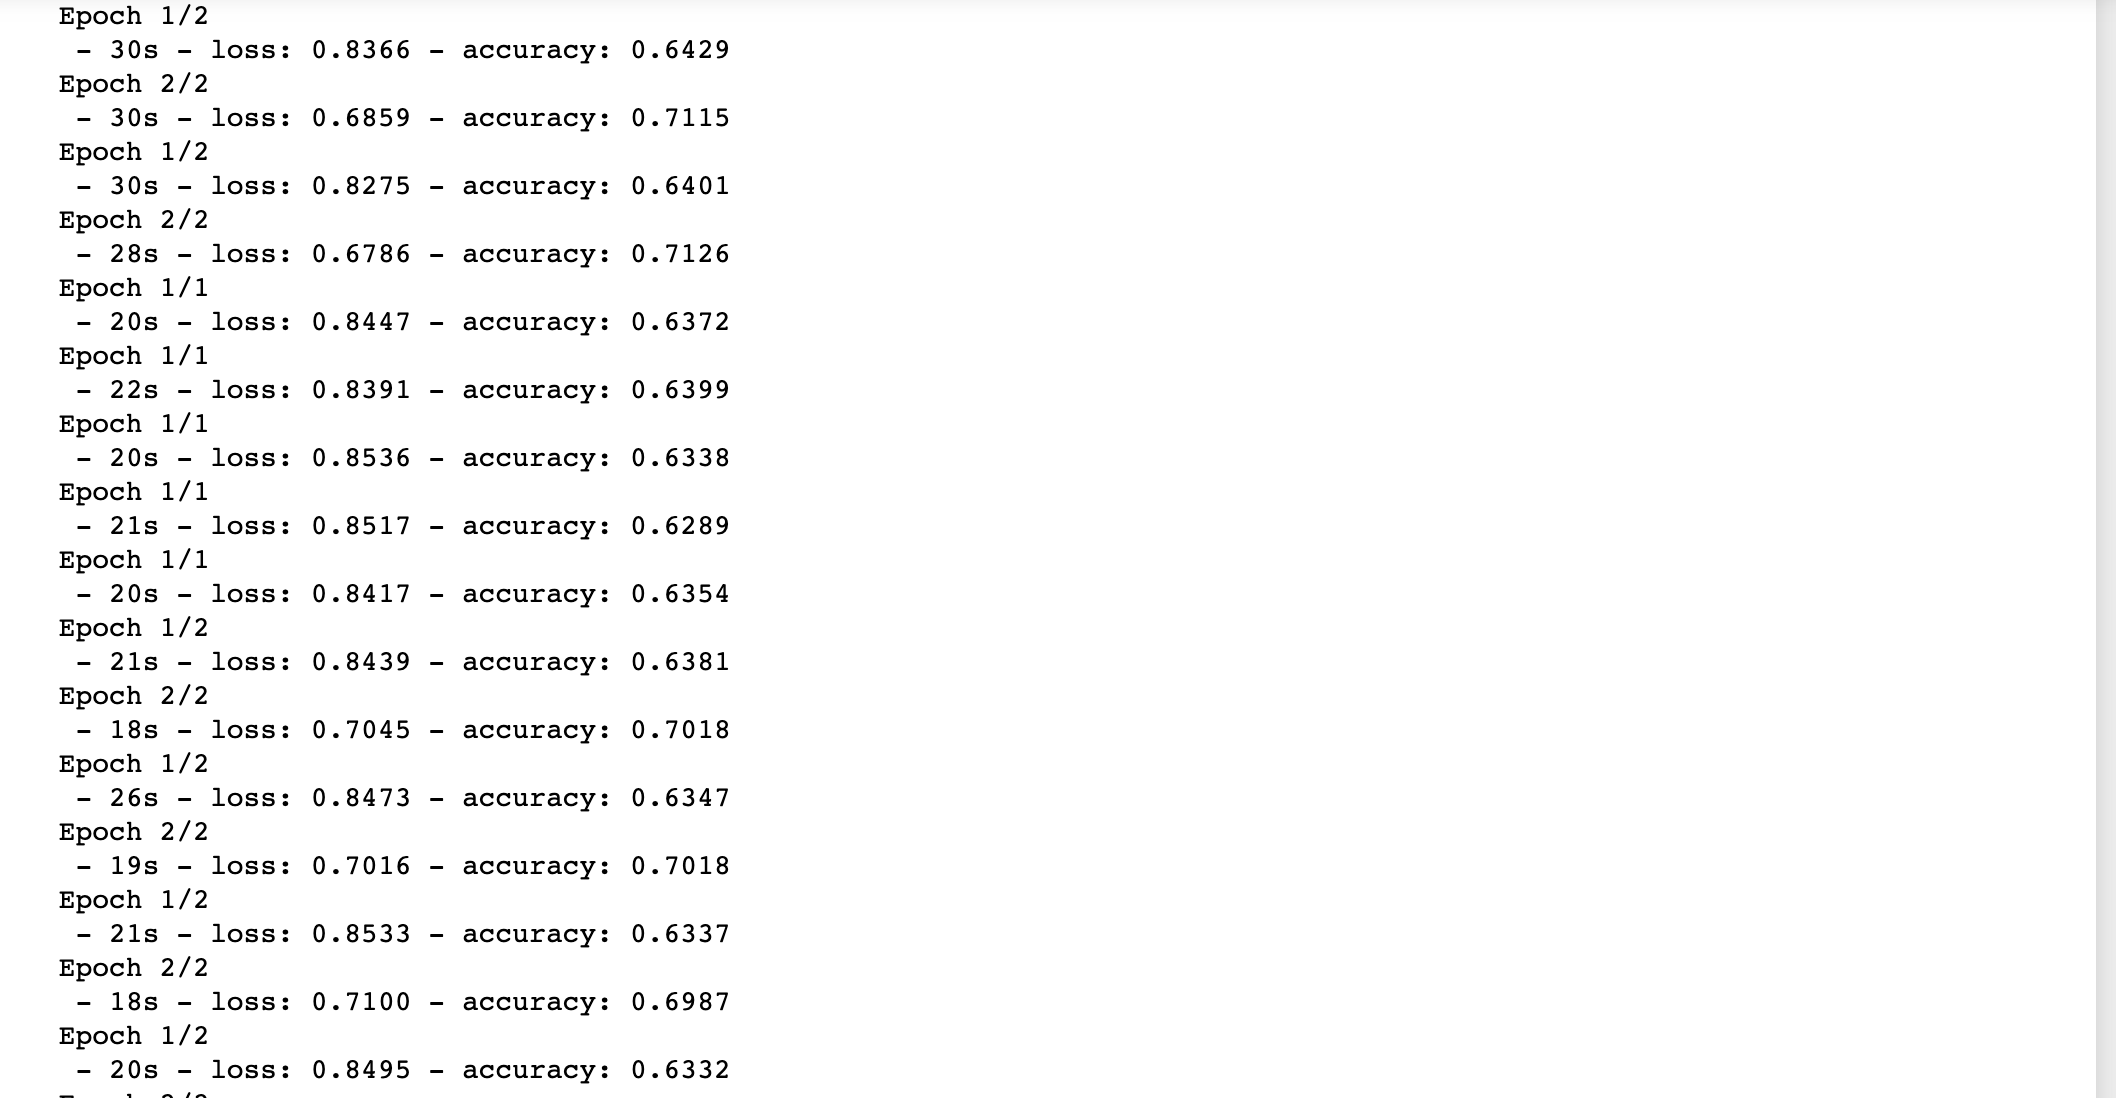 Epoch 1/2
 - 30s - loss: 0.8366 - accuracy: 0.6429
Epoch 2/2
 - 30s - loss: 0.6859 - accuracy: 0.7115
Epoch 1/2
 - 30s - loss: 0.8275 - accuracy: 0.6401
Epoch 2/2
 - 28s - loss: 0.6786 - accuracy: 0.7126
Epoch 1/1
 - 20s - loss: 0.8447 - accuracy: 0.6372
Epoch 1/1
 - 22s - loss: 0.8391 - accuracy: 0.6399
Epoch 1/1
 - 20s - loss: 0.8536 - accuracy: 0.6338
Epoch 1/1
 - 21s - loss: 0.8517 - accuracy: 0.6289
Epoch 1/1
 - 20s - loss: 0.8417 - accuracy: 0.6354
Epoch 1/2
 - 21s - loss: 0.8439 - accuracy: 0.6381
Epoch 2/2
 - 18s - loss: 0.7045 - accuracy: 0.7018
Epoch 1/2
 - 26s - loss: 0.8473 - accuracy: 0.6347
Epoch 2/2
 - 19s - loss: 0.7016 - accuracy: 0.7018
Epoch 1/2
 - 21s - loss: 0.8533 - accuracy: 0.6337
Epoch 2/2
 - 18s - loss: 0.7100 - accuracy: 0.6987
Epoch 1/2
 - 20s - loss: 0.8495 - accuracy: 0.6332